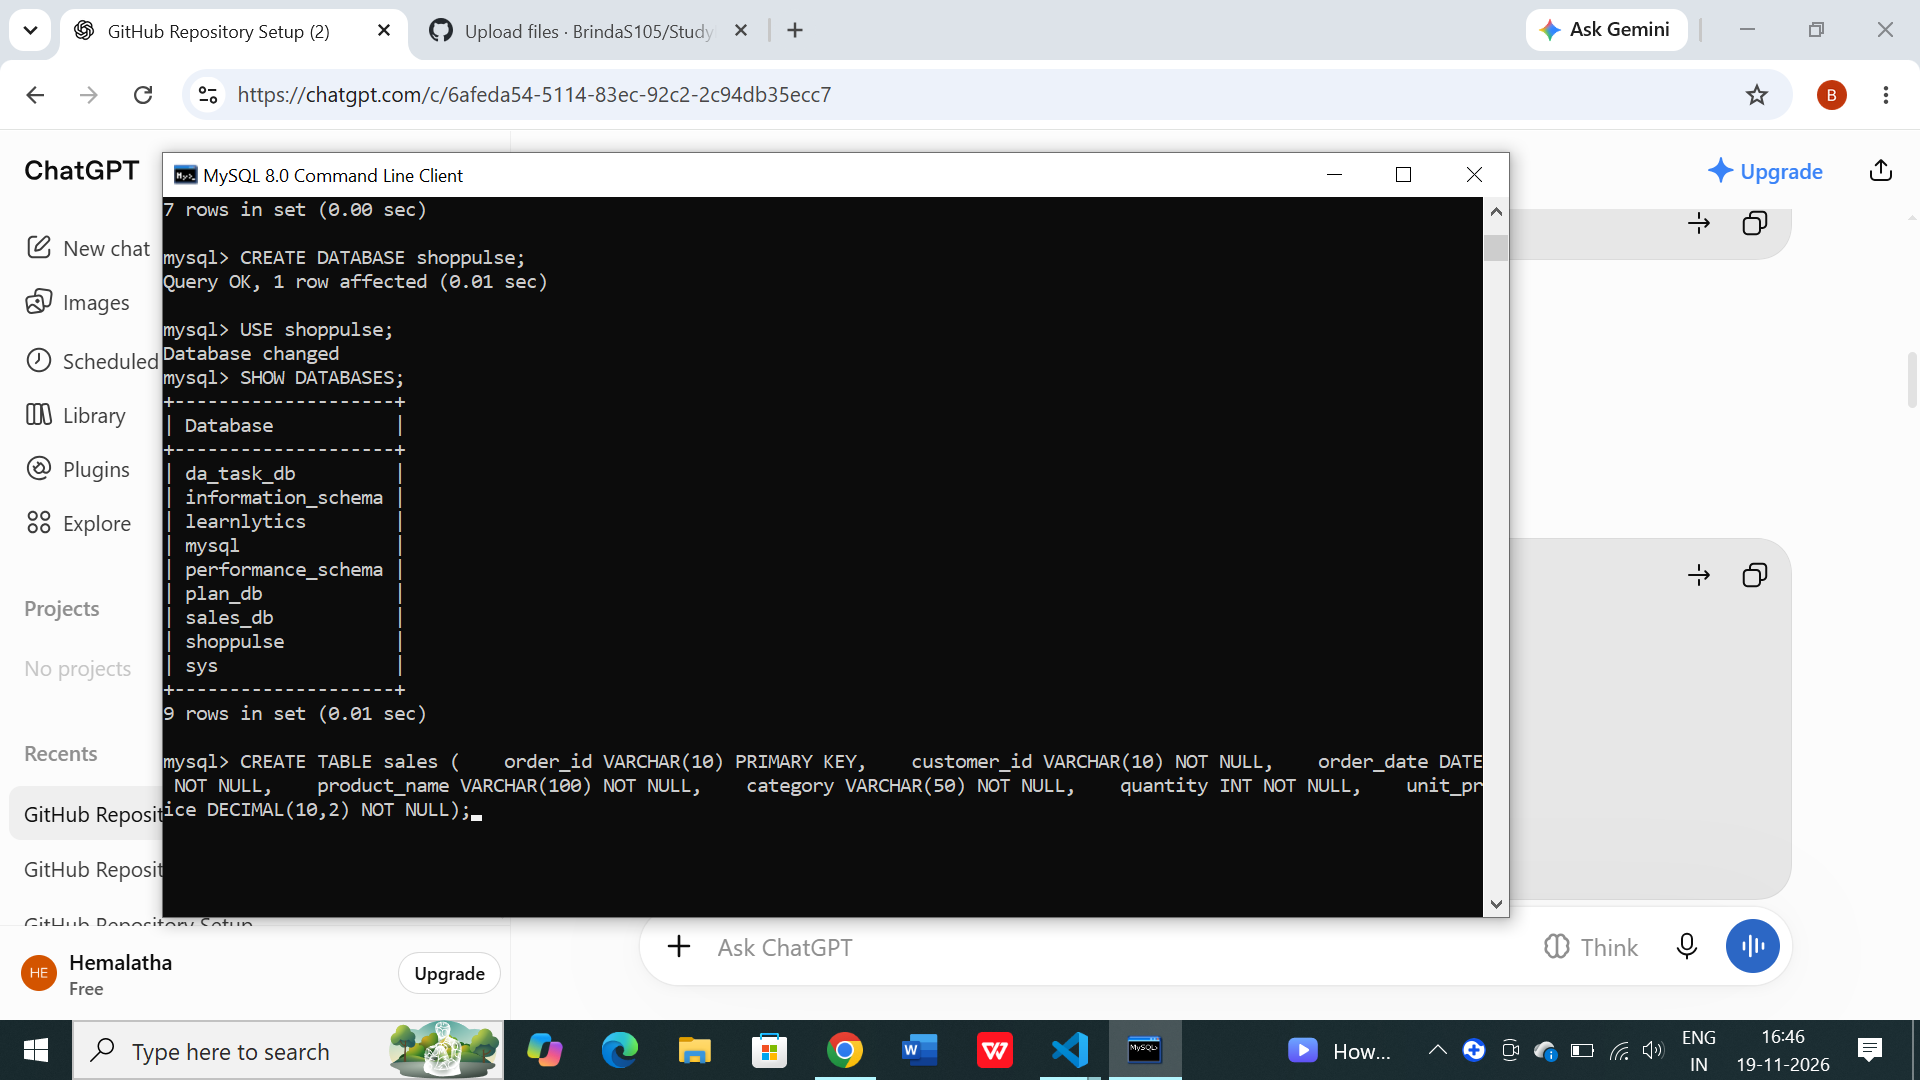 GitHub Repository Setup (2)
Upload files · BrindaS105/Study
Ask Gemini
https://chatgpt.com/c/6afeda54-5114-83ec-92c2-2c94db35ecc7
B
ChatGPT
Upgrade
New chat
Images
Scheduled
Library
Plugins
Explore
Projects
No projects
Recents
GitHub Reposit
GitHub Reposit
GitHub Repository Setup
HE
Hemalatha
Free
Upgrade
MySQL 8.0 Command Line Client
7 rows in set (0.00 sec)
mysql> CREATE DATABASE shoppulse;
Query OK, 1 row affected (0.01 sec)
mysql> USE shoppulse;
Database changed
mysql> SHOW DATABASES;
+--------------------+
| Database           |
+--------------------+
| da_task_db         |
| information_schema |
| learnlytics        |
| mysql              |
| performance_schema |
| plan_db            |
| sales_db           |
| shoppulse          |
| sys                |
+--------------------+
9 rows in set (0.01 sec)
mysql> CREATE TABLE sales (    order_id VARCHAR(10) PRIMARY KEY,    customer_id VARCHAR(10) NOT NULL,    order_date DATE
 NOT NULL,    product_name VARCHAR(100) NOT NULL,    category VARCHAR(50) NOT NULL,    quantity INT NOT NULL,    unit_pr
ice DECIMAL(10,2) NOT NULL);
Ask ChatGPT
Think
Type here to search
How...
ENG
IN
16:46
19-11-2026